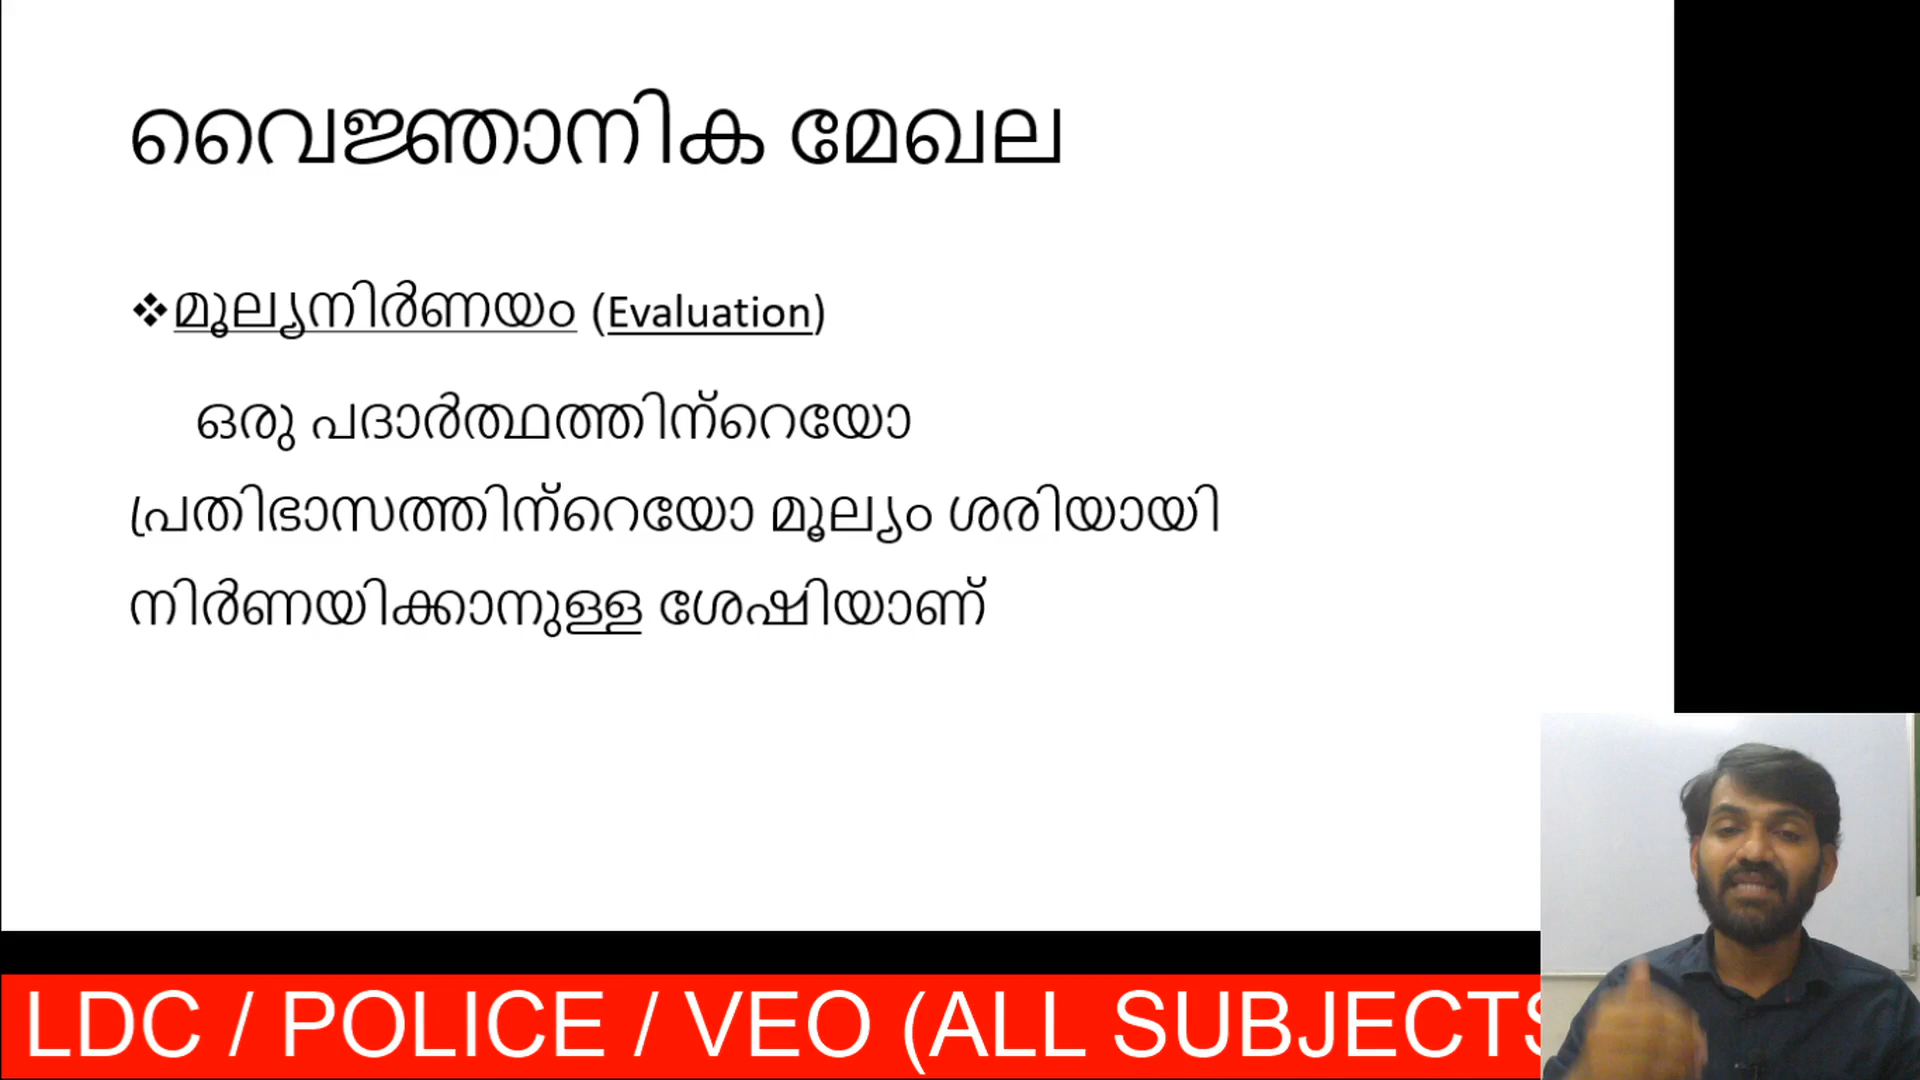 വൈജ്ഞാനിക മേഖല
❖മൂല്യനിർണയം (Evaluation)
ഒരു പദാർത്ഥത്തിന്റെയോ
പ്രതിഭാസത്തിന്റെയോ മൂല്യം ശരിയായി
നിർണയിക്കാനുള്ള ശേഷിയാണ്
LDC / POLICE / VEO (ALL SUBJECTS